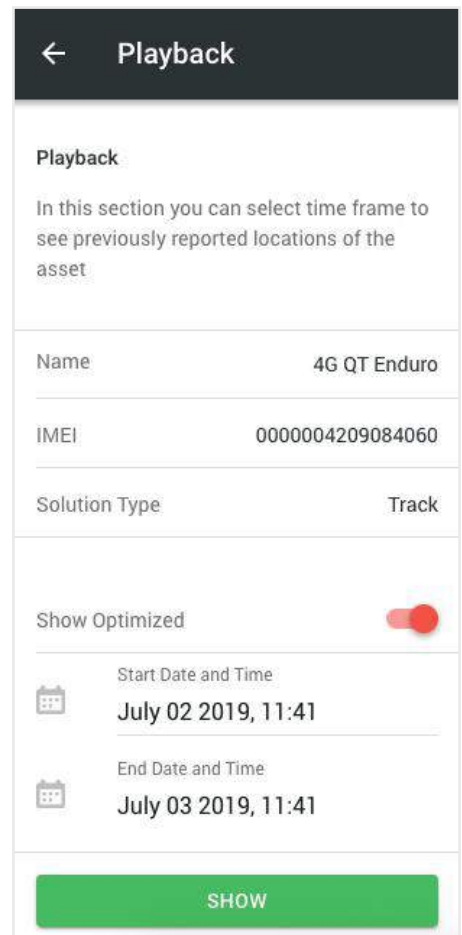 Playback
Playback
In this section you can select time frame to
see previously reported locations of the
asset
Name 4G QT Enduro
IMEI 0000004209084060
Solution Type Track
Show Optimized
Start Date and Time
July 02 2019, 11:41
End Date and Time
July 03 2019, 11:41
SHOW